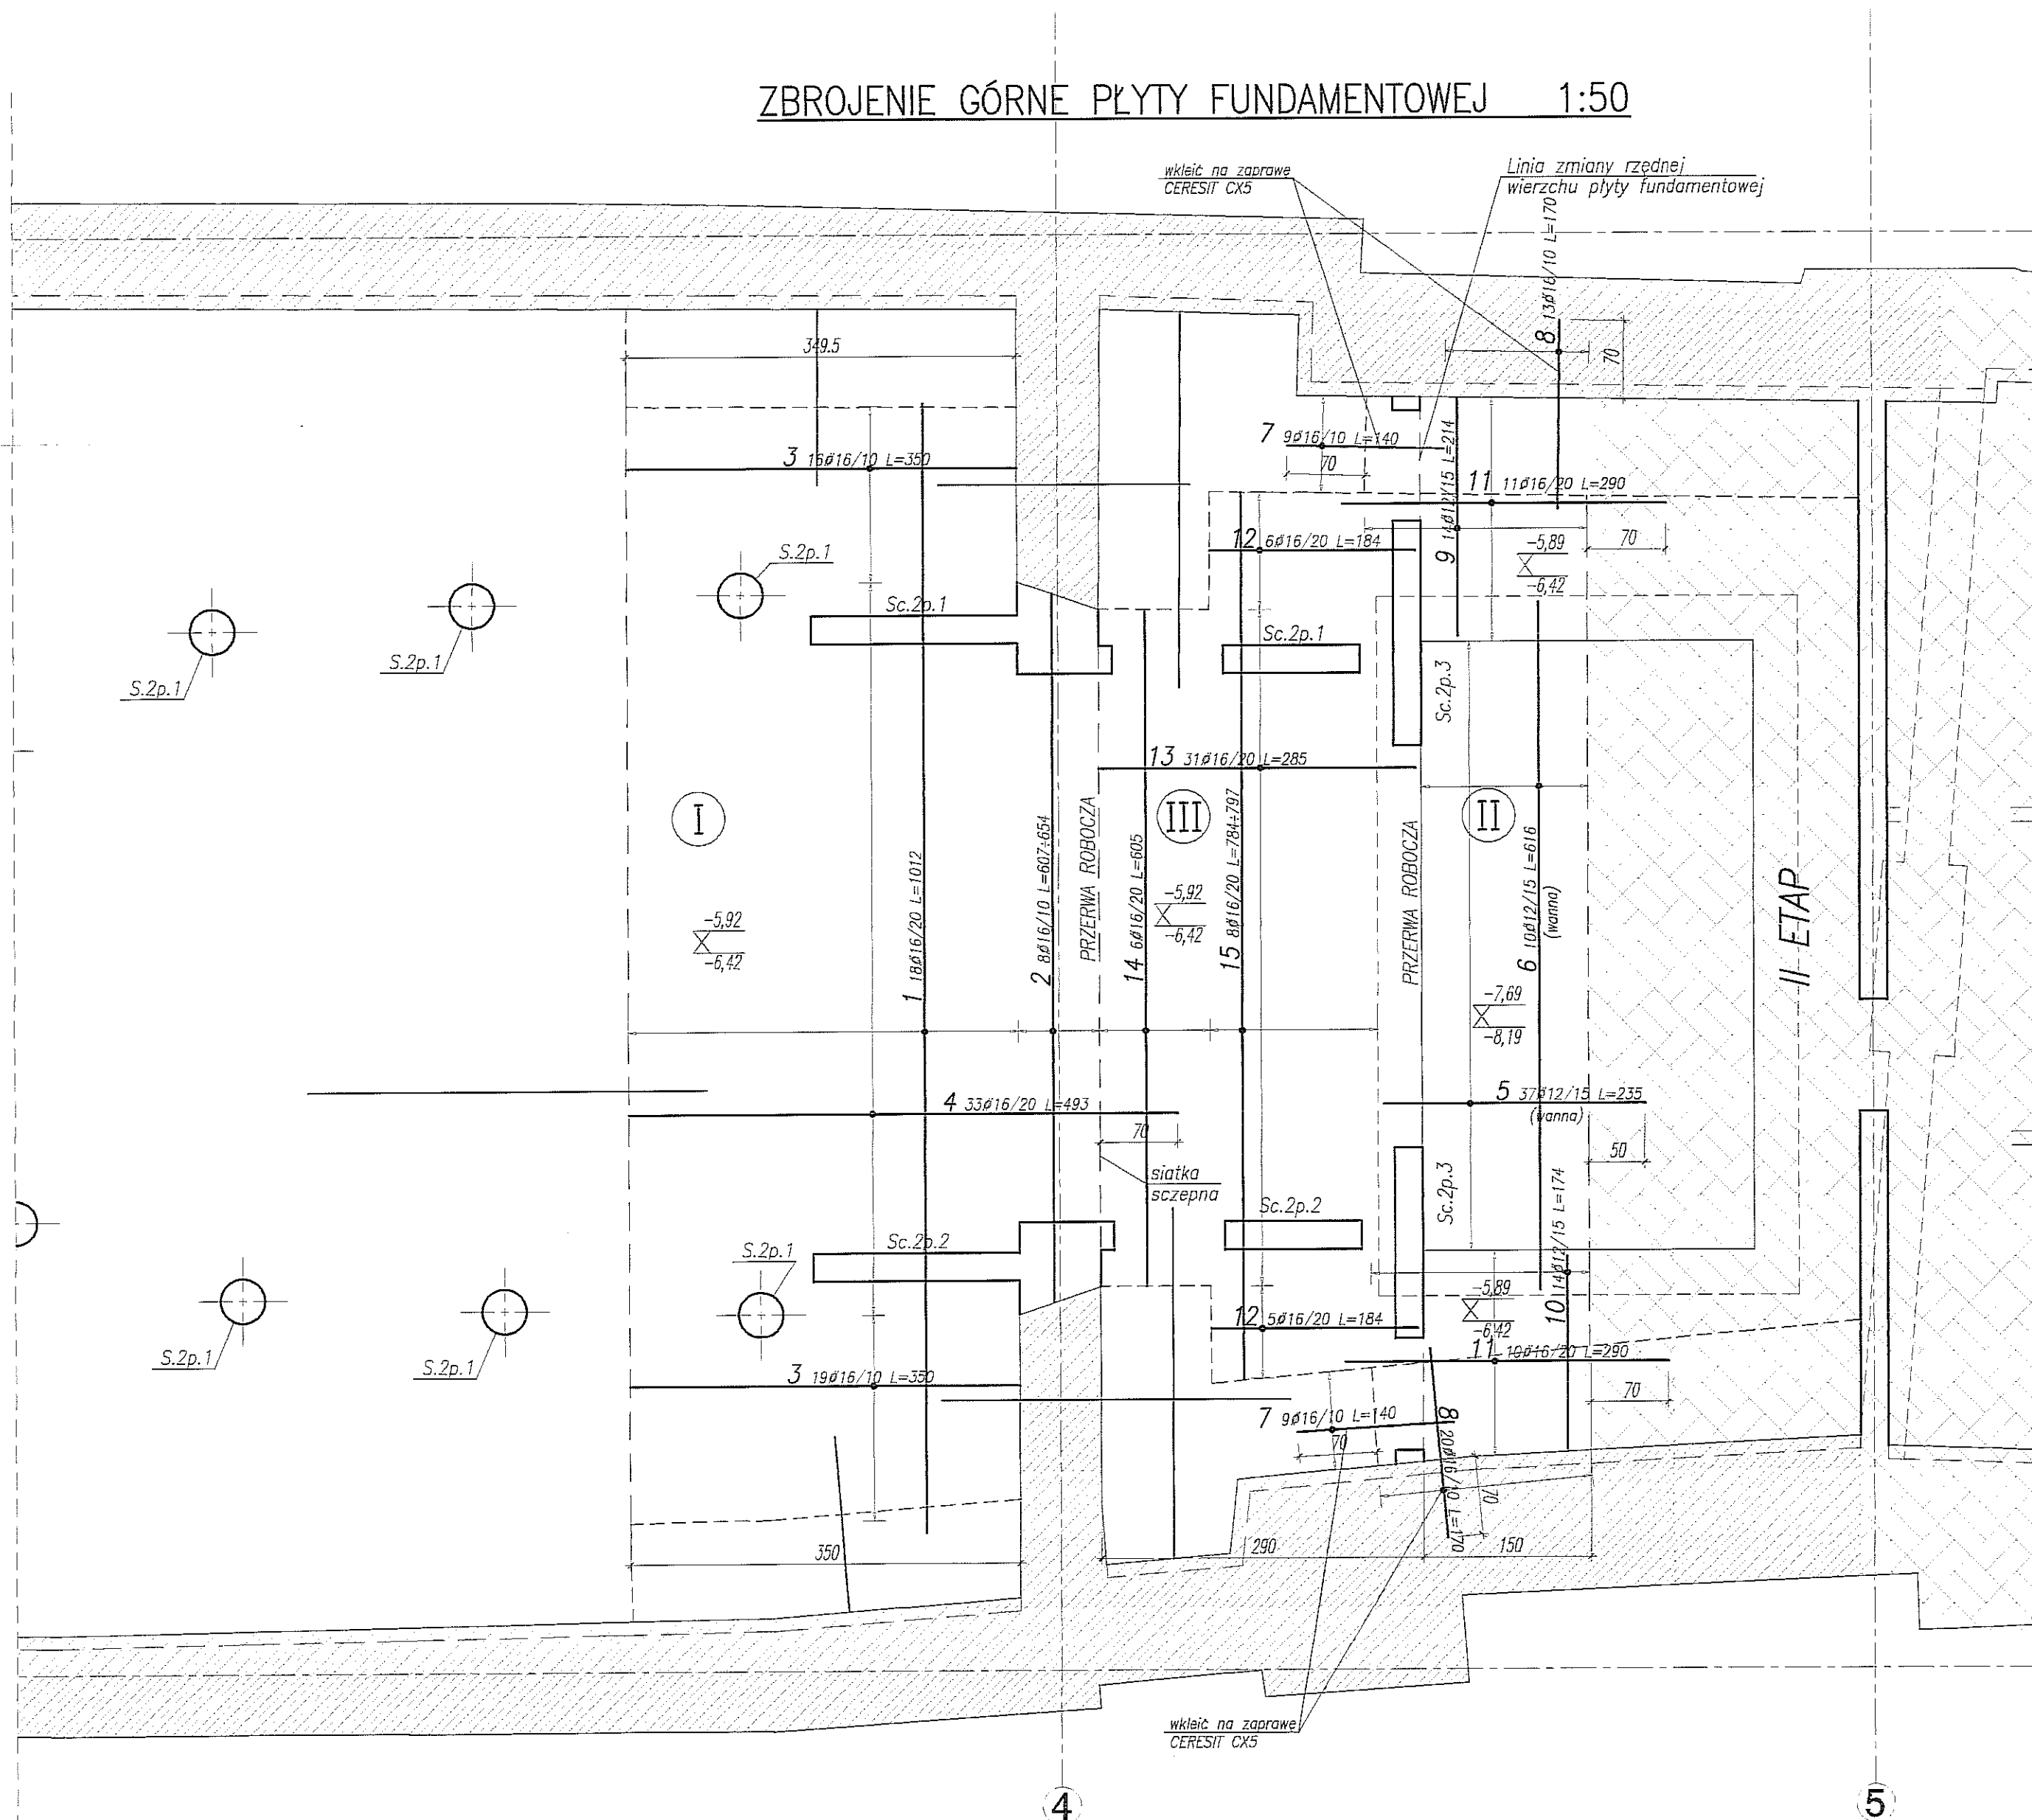 ZBROJENIE GÓRNE PŁYTY FUNDAMENTOWEJ 1:50
wkleić na zaprawę
CERESIT CX5
Linia zmiany rzędnej
wierzchu płyty fundamentowej
8 13ø16/10 L=170
70
349.5
3 16ø16/10 L=350
7 9ø16/10 L=140
70
9 14ø12/15 L=214
11 11ø16/20 L=290
70
12 6ø16/20 L=184
-5,89
-6,42
S.2p.1
S.2p.1
S.2p.1
Sc.2p.1
Sc.2p.1
Sc.2p.3
13 31ø16/20 L=285
I
III
II
1 18ø16/20 L=1012
2 8ø16/10 L=607÷654
PRZERWA ROBOCZA
14 6ø16/20 L=605
15 8ø16/20 L=784÷797
PRZERWA ROBOCZA
6 10ø12/15 L=616
(wanna)
II ETAP
-5,92
-6,42
-5,92
-6,42
-7,69
-8,19
4 33ø16/20 L=493
70
5 37ø12/15 L=235
(wanna)
50
siatka
sczepna
Sc.2p.2
Sc.2p.2
Sc.2p.3
10 14ø12/15 L=174
S.2p.1
S.2p.1
S.2p.1
-5,89
-6,42
12 5ø16/20 L=184
11 10ø16/20 L=290
70
3 19ø16/10 L=350
7 9ø16/10 L=140
70
8 20ø16/10 L=170
70
350
290
150
wkleić na zaprawę
CERESIT CX5
4
5